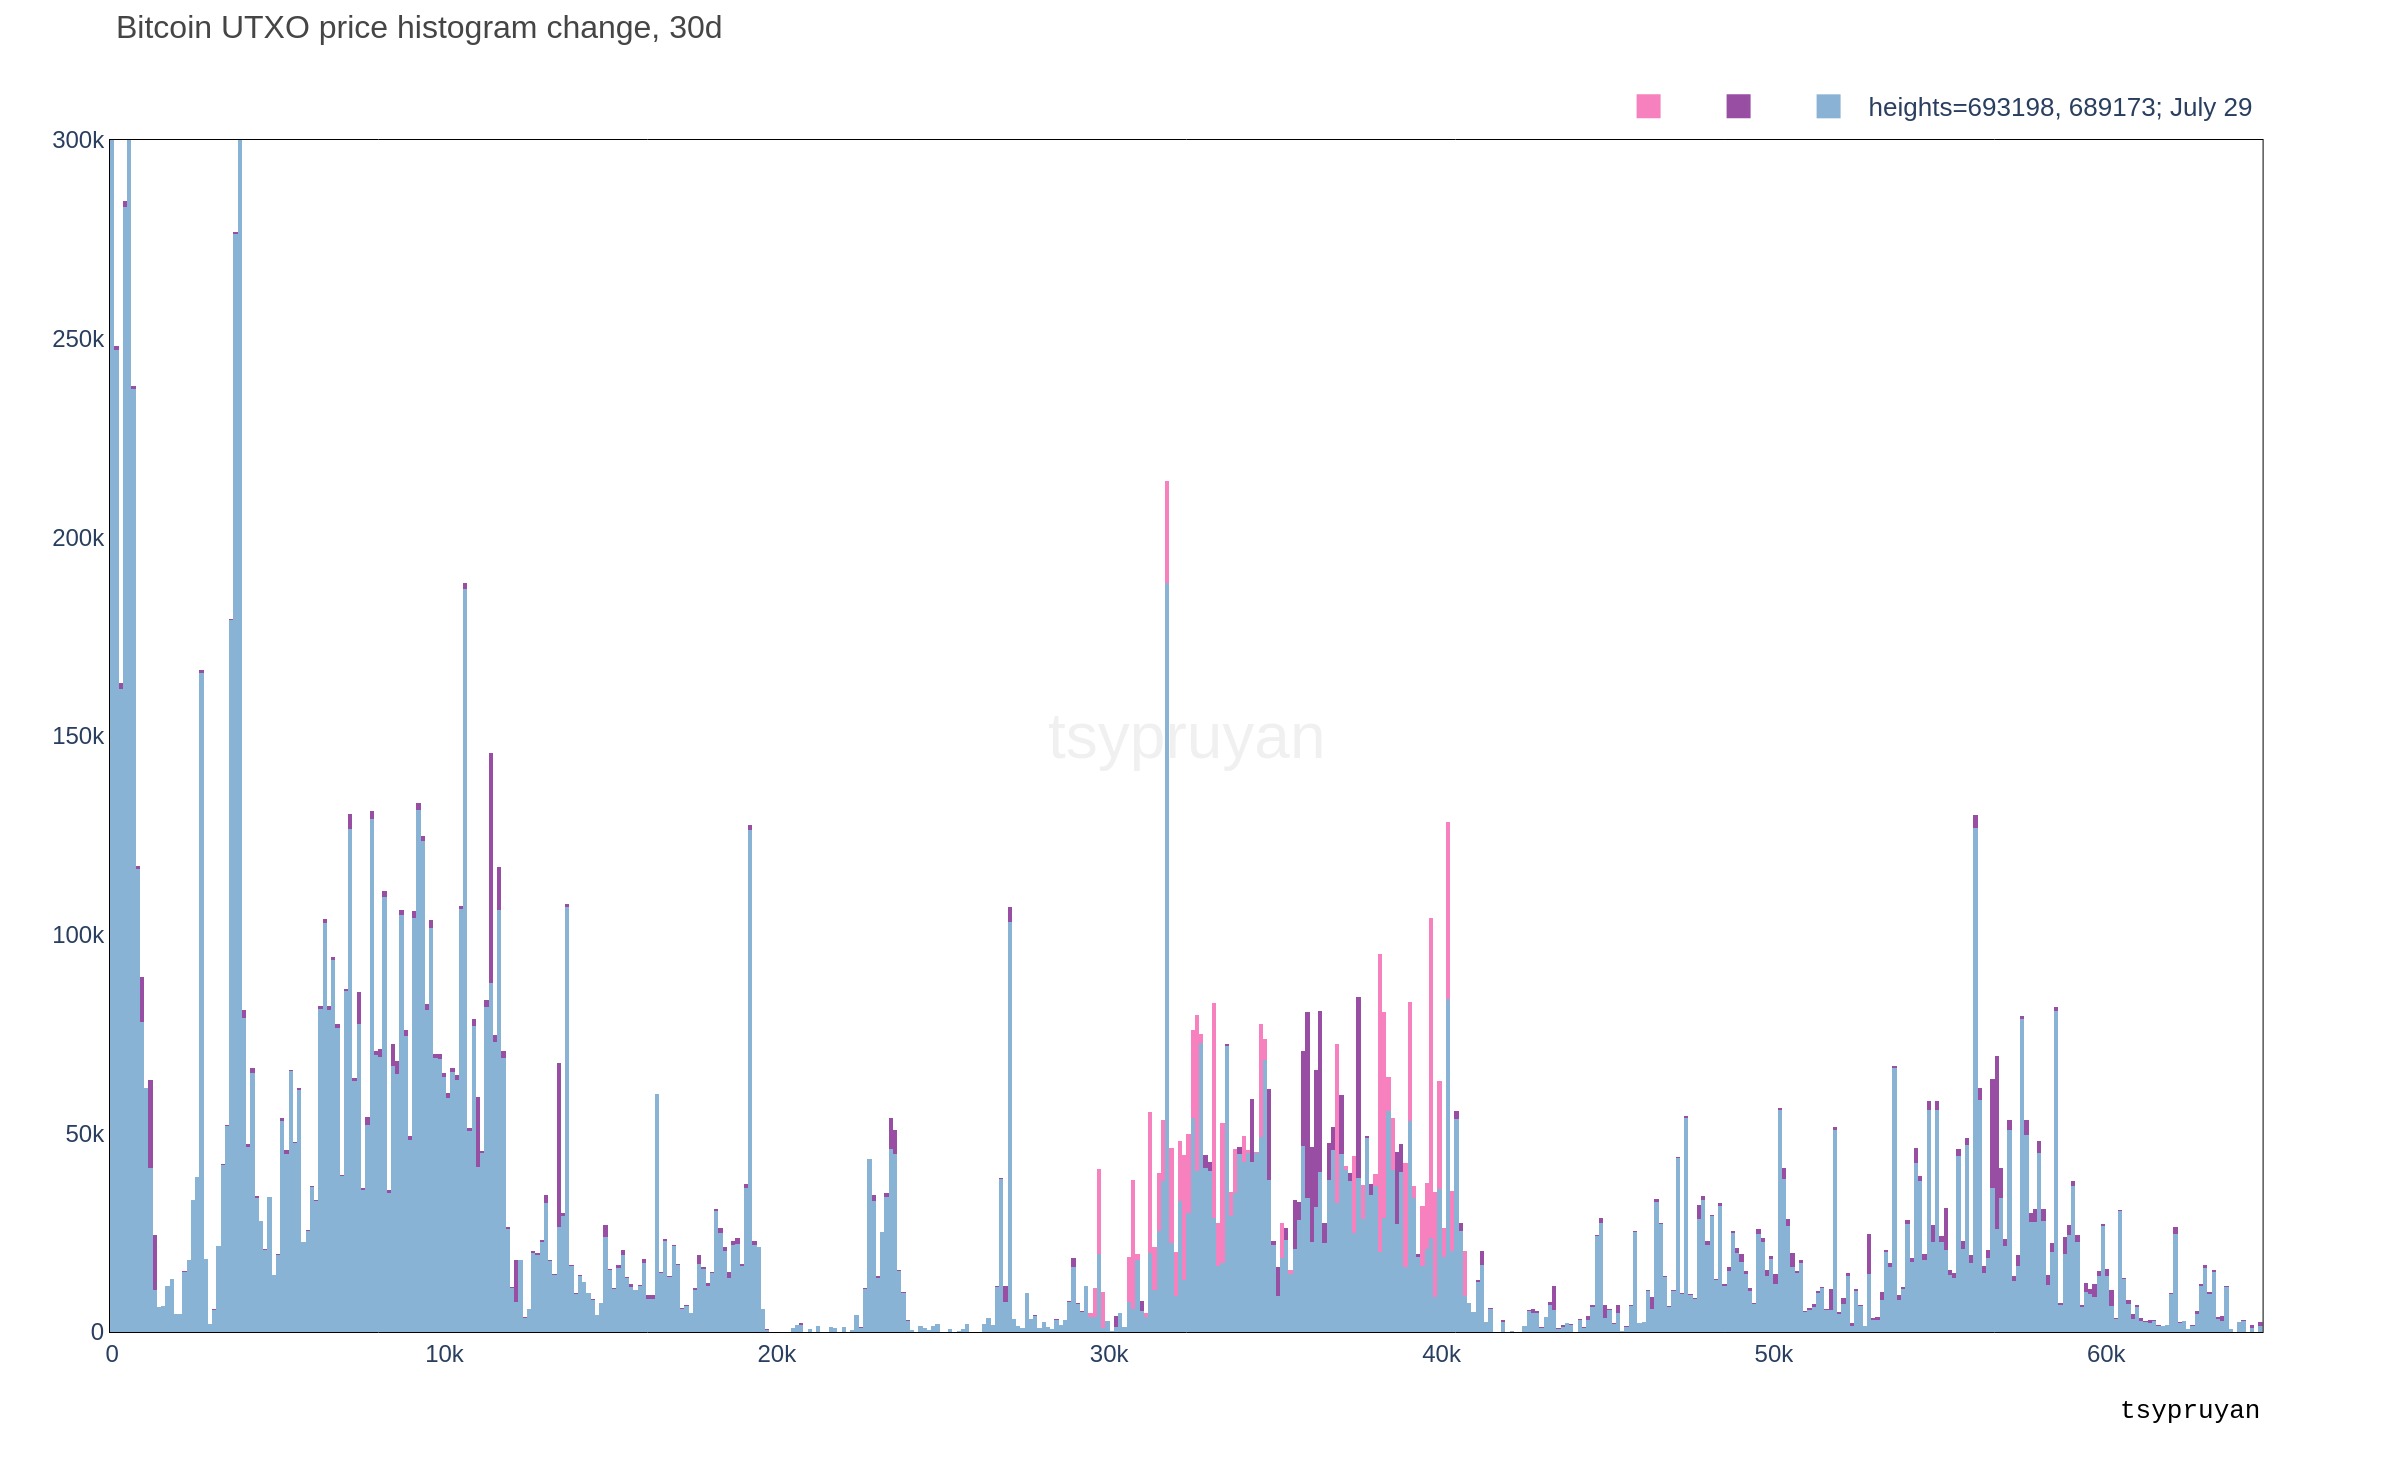 Bitcoin UTXO price histogram change, 30d
heights=693198, 689173; July 29
300k
250k
200k
150k
tsypruyan
100k
50k
0
0 10k 20k 30k 40k 50k 60k
tsypruyan